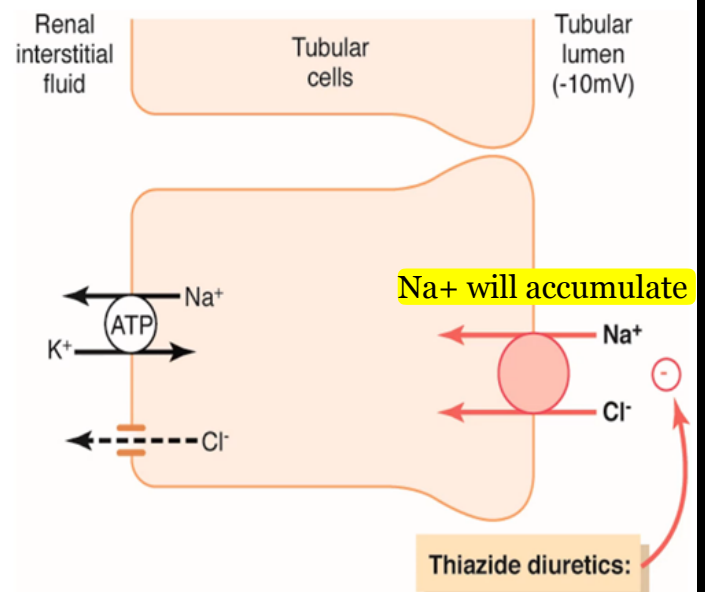 Renal
interstitial
fluid
Tubular
cells
Tubular
lumen
(-10mV)
Na+ will accumulate
Na⁺
ATP
K⁺
Cl⁻
Na⁺
-
Cl⁻
Thiazide diuretics: